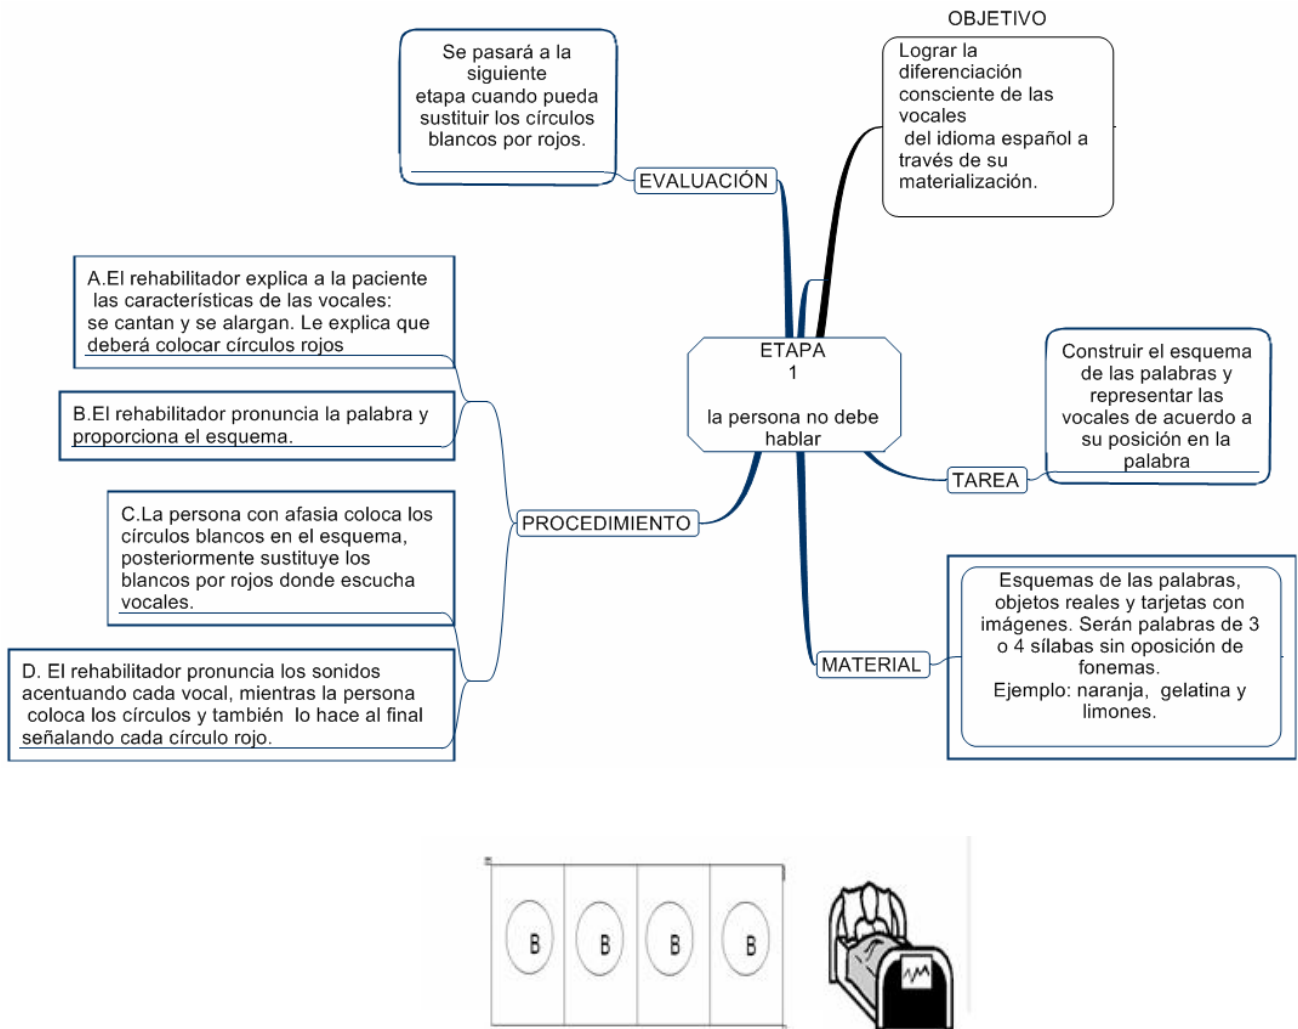 OBJETIVO
Lograr la
diferenciación
consciente de las
vocales
del idioma español a
través de su
materialización.
Se pasará a la
siguiente
etapa cuando pueda
sustituir los círculos
blancos por rojos.
EVALUACIÓN
A.El rehabilitador explica a la paciente
las características de las vocales:
se cantan y se alargan. Le explica que
deberá colocar círculos rojos
B.El rehabilitador pronuncia la palabra y
proporciona el esquema.
C.La persona con afasia coloca los
círculos blancos en el esquema,
posteriormente sustituye los
blancos por rojos donde escucha
vocales.
D. El rehabilitador pronuncia los sonidos
acentuando cada vocal, mientras la persona
coloca los círculos y también lo hace al final
señalando cada círculo rojo.
PROCEDIMIENTO
ETAPA
1
la persona no debe
hablar
Construir el esquema
de las palabras y
representar las
vocales de acuerdo a
su posición en la
palabra
TAREA
MATERIAL
Esquemas de las palabras,
objetos reales y tarjetas con
imágenes. Serán palabras de 3
o 4 sílabas sin oposición de
fonemas.
Ejemplo: naranja, gelatina y
limones.
B B B B